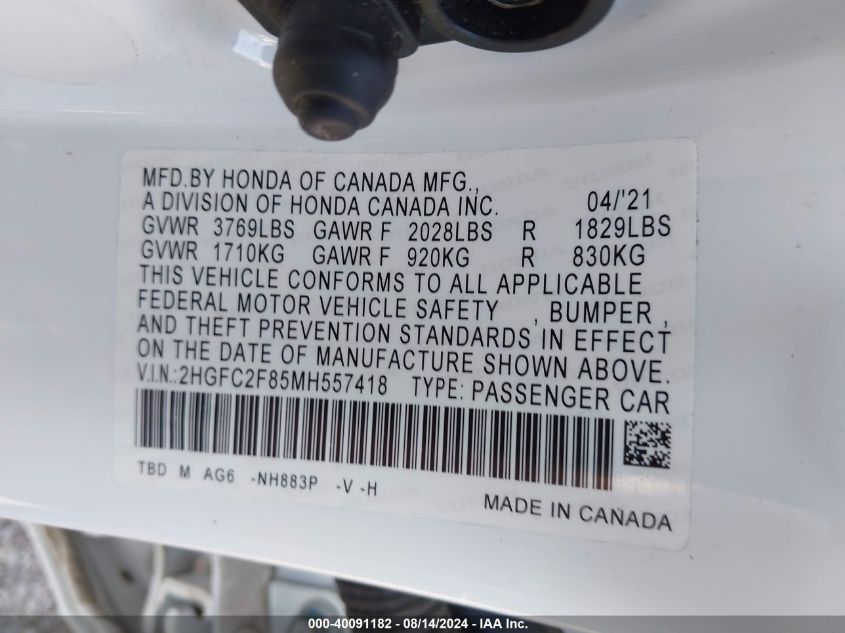 MFD.BY HONDA OF CANADA MFG.,
A DIVISION OF HONDA CANADA INC. 04/'21
GVWR 3769LBS GAWR F 2028LBS R 1829LBS
GVWR 1710KG GAWR F 920KG R 830KG
THIS VEHICLE CONFORMS TO ALL APPLICABLE
FEDERAL MOTOR VEHICLE SAFETY , BUMPER ,
AND THEFT PREVENTION STANDARDS IN EFFECT
ON THE DATE OF MANUFACTURE SHOWN ABOVE.
V.I.N.:2HGFC2F85MH557418 TYPE: PASSENGER CAR
TBD M AG6 -NH883P -V -H
MADE IN CANADA
000-40091182 - 08/14/2024 - IAA Inc.